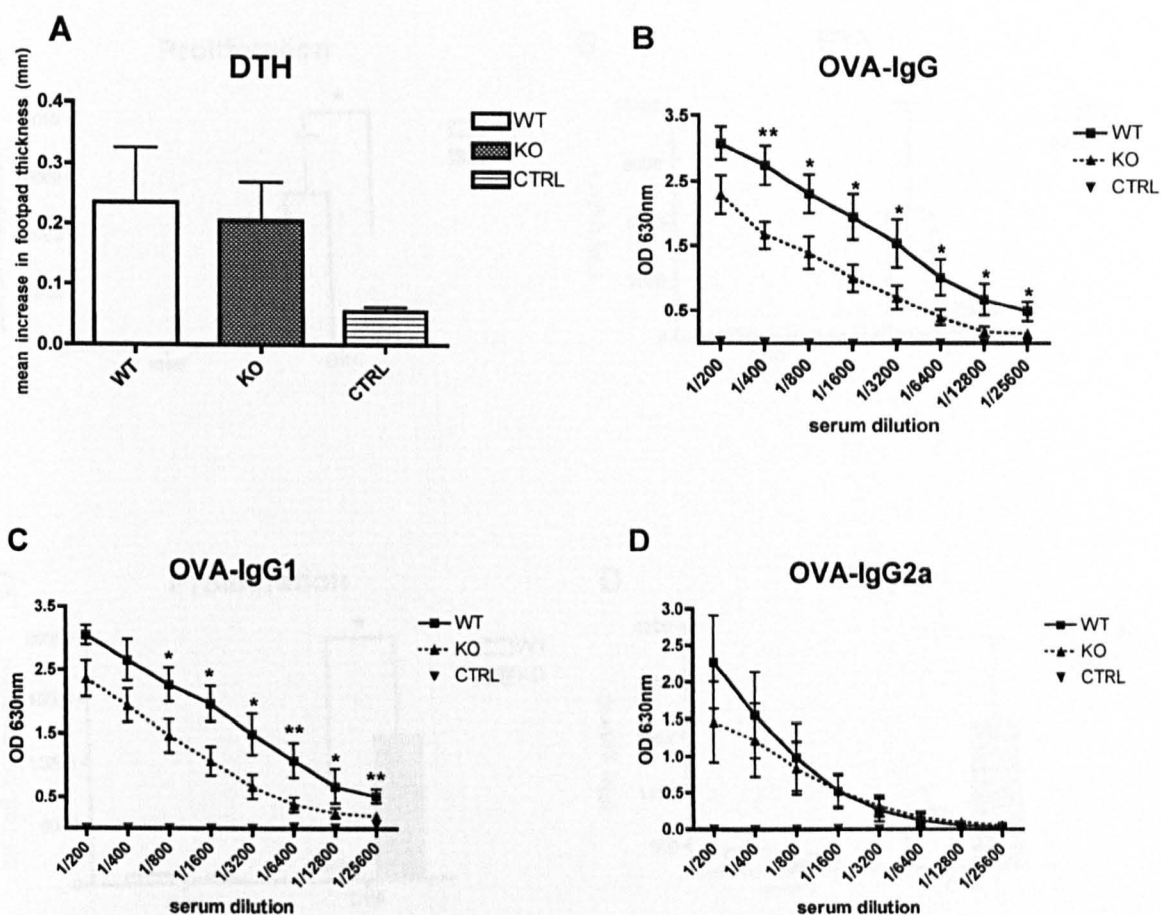 A
DTH
mean increase in footpad thickness (mm)
0.4
0.3
0.2
0.1
0.0
WT
KO
CTRL
WT
KO
CTRL
B
OVA-IgG
OD 630nm
3.5
2.5
1.5
0.5
** * * * * * * 
1/200 1/400 1/800 1/1600 1/3200 1/6400 1/12800 1/25600
serum dilution
WT
KO
CTRL
C
OVA-IgG1
OD 630nm
3.5
2.5
1.5
0.5
* * * ** * **
1/200 1/400 1/800 1/1600 1/3200 1/6400 1/12800 1/25600
serum dilution
WT
KO
CTRL
D
OVA-IgG2a
OD 630nm
3.0
2.5
2.0
1.5
1.0
0.5
0.0
1/200 1/400 1/800 1/1600 1/3200 1/6400 1/12800 1/25600
serum dilution
WT
KO
CTRL